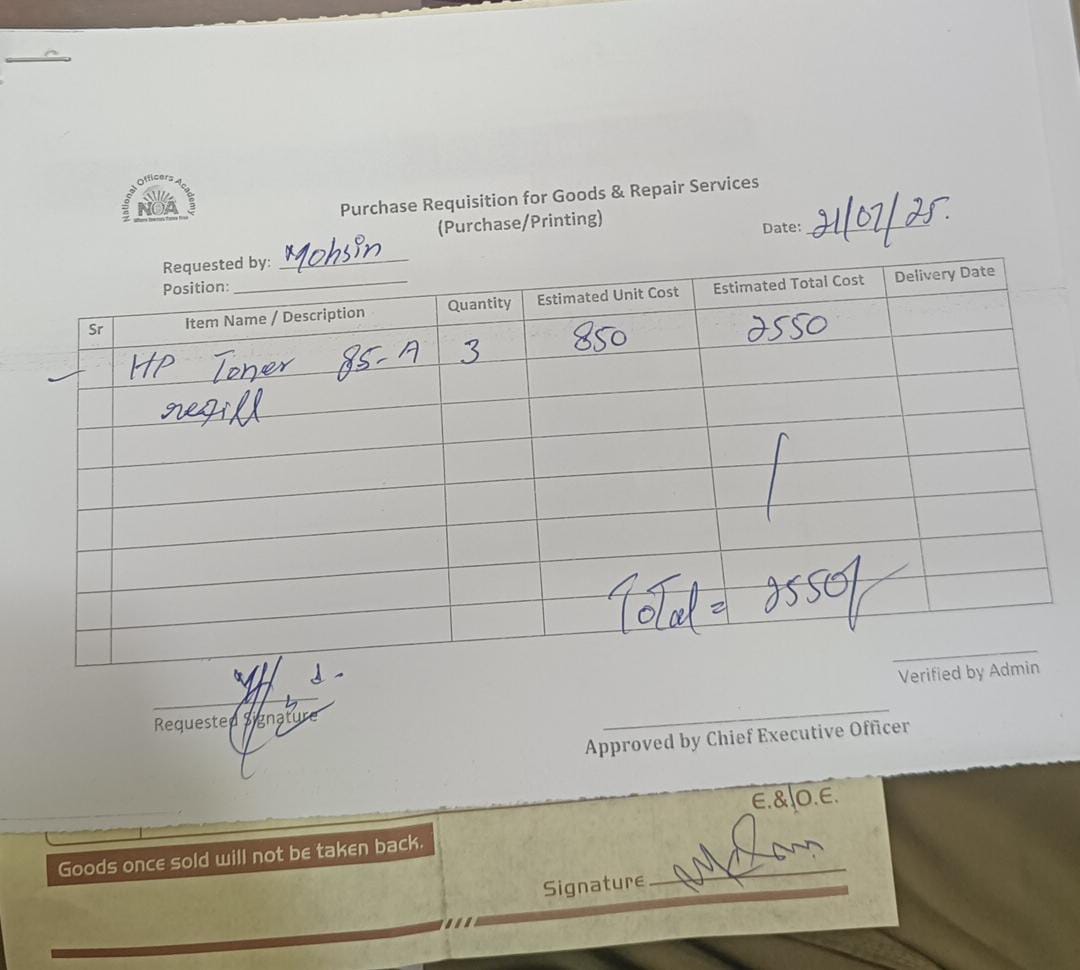 National Officers Academy
NOA
Purchase Requisition for Goods & Repair Services
(Purchase/Printing)
Date: 21/07/25.
Requested by: Mohsin
Position:
Sr Item Name / Description Quantity Estimated Unit Cost Estimated Total Cost Delivery Date
HP Toner 85-A 3 850 2550
refill
Total = 2550/
Requested Signature
Verified by Admin
Approved by Chief Executive Officer
E.&O.E.
Goods once sold will not be taken back.
Signature